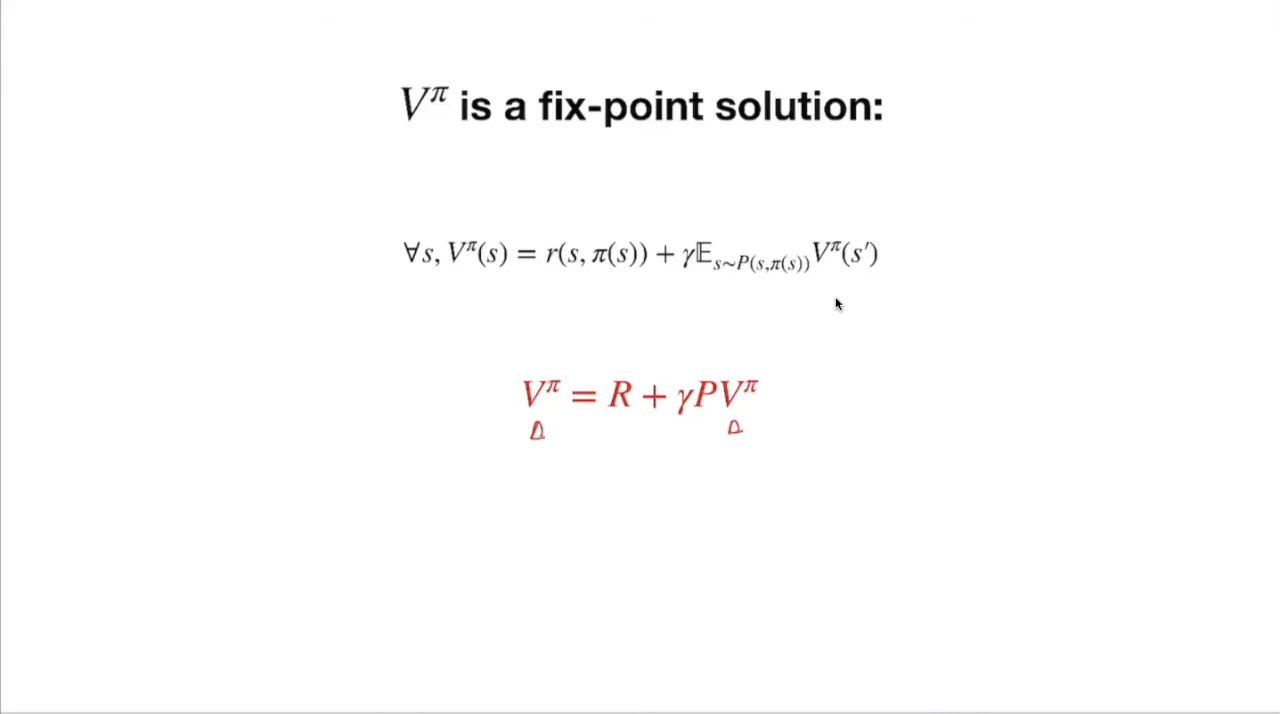 V^π is a fix-point solution:
∀s, V^π(s) = r(s, π(s)) + γ𝔼_{s∼P(s,π(s))}V^π(s′)
V^π = R + γPV^π